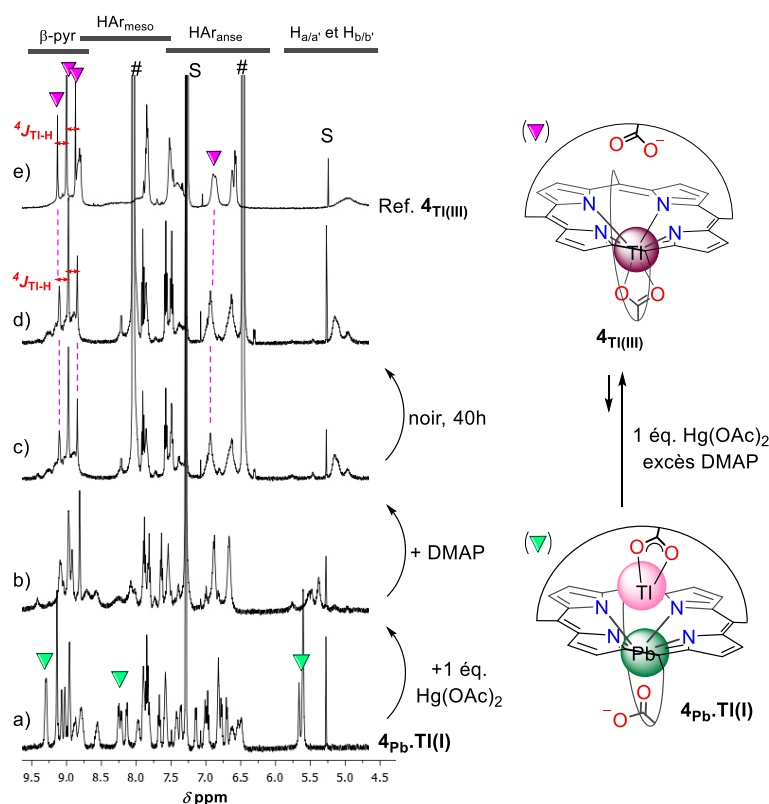 β-pyr
HAr_meso
HAr_anse
H_a/a' et H_b/b'
#
S
#
S
⁴J_Tl-H
e)
Ref. 4_Tl(III)
⁴J_Tl-H
d)
noir, 40h
c)
+ DMAP
b)
+1 éq.
Hg(OAc)₂
a)
4_Pb.Tl(I)
9.5 9.0 8.5 8.0 7.5 7.0 6.5 6.0 5.5 5.0 4.5
δ ppm
( )
O
O⁻
N
N
N
N
Tl
O
O
4_Tl(III)
1 éq. Hg(OAc)₂
excès DMAP
( )
O
O
Tl
N
N
N
N
Pb
O
⁻O
4_Pb.Tl(I)